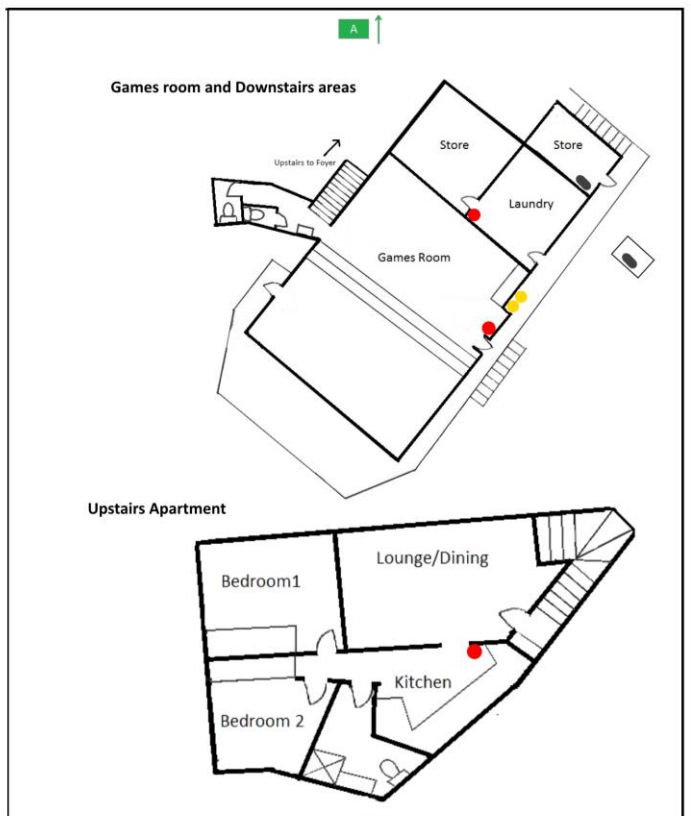 A
Games room and Downstairs areas
Upstairs to Foyer
Store
Store
Laundry
Games Room
Upstairs Apartment
Lounge/Dining
Bedroom1
Kitchen
Bedroom 2